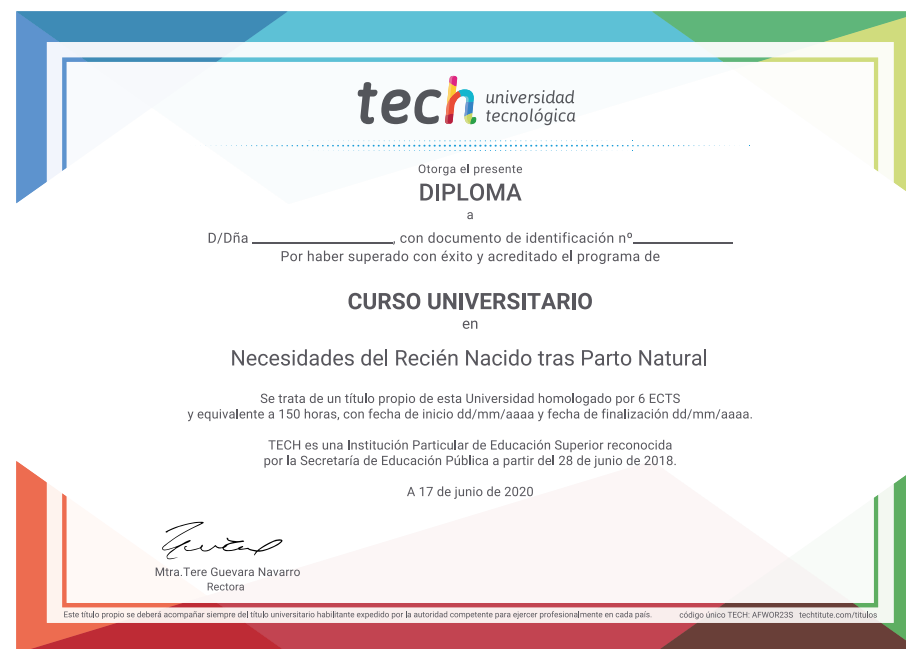 tech universidad
tecnológica
Otorga el presente
DIPLOMA
a
D/Dña ____________________, con documento de identificación nº______________
Por haber superado con éxito y acreditado el programa de
CURSO UNIVERSITARIO
en
Necesidades del Recién Nacido tras Parto Natural
Se trata de un título propio de esta Universidad homologado por 6 ECTS
y equivalente a 150 horas, con fecha de inicio dd/mm/aaaa y fecha de finalización dd/mm/aaaa.
TECH es una Institución Particular de Educación Superior reconocida
por la Secretaría de Educación Pública a partir del 28 de junio de 2018.
A 17 de junio de 2020
Mtra.Tere Guevara Navarro
Rectora
Este título propio se deberá acompañar siempre del título universitario habilitante expedido por la autoridad competente para ejercer profesionalmente en cada país. código único TECH: AFWOR23S techtitute.com/titulos